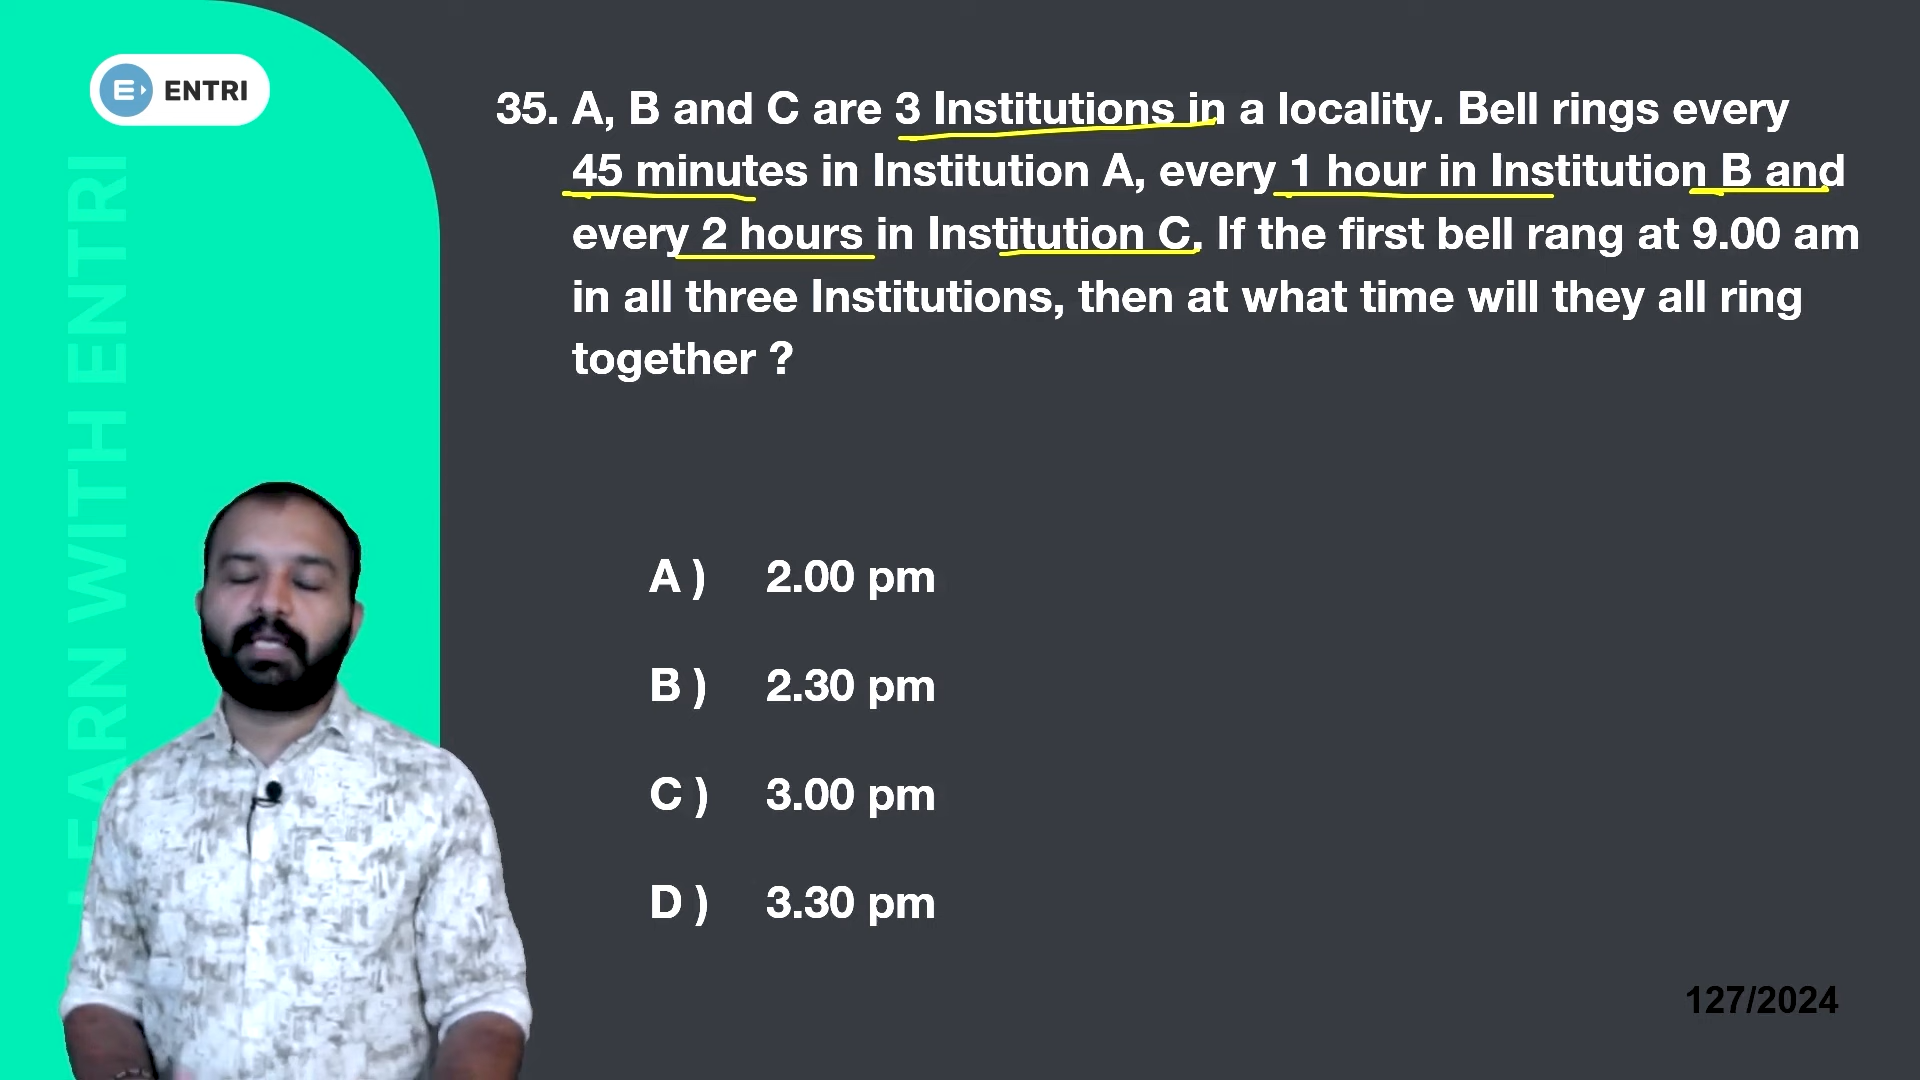 ENTRI
LEARN WITH ENTRI
35. A, B and C are 3 Institutions in a locality. Bell rings every
45 minutes in Institution A, every 1 hour in Institution B and
every 2 hours in Institution C. If the first bell rang at 9.00 am
in all three Institutions, then at what time will they all ring
together ?
A ) 2.00 pm
B ) 2.30 pm
C ) 3.00 pm
D ) 3.30 pm
127/2024